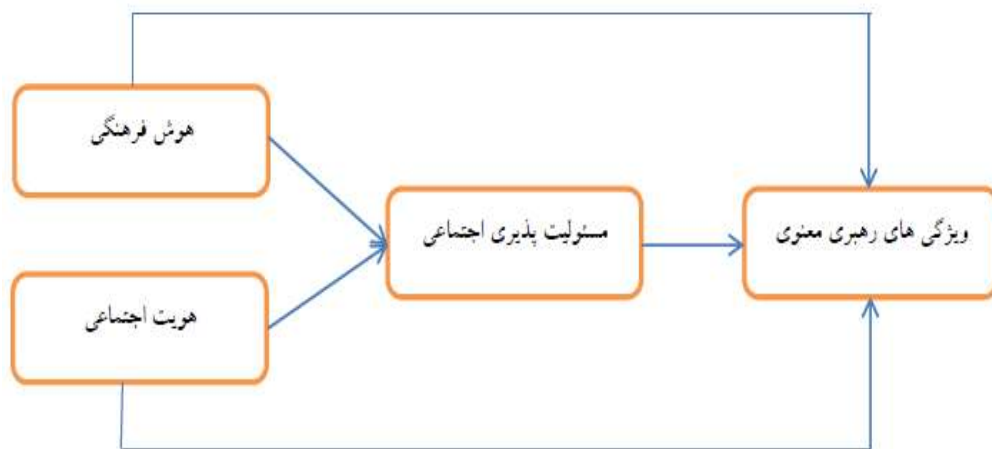 هوش فرهنگی
هویت اجتماعی
مسئولیت پذیری اجتماعی
ویژگی های رهبری معنوی